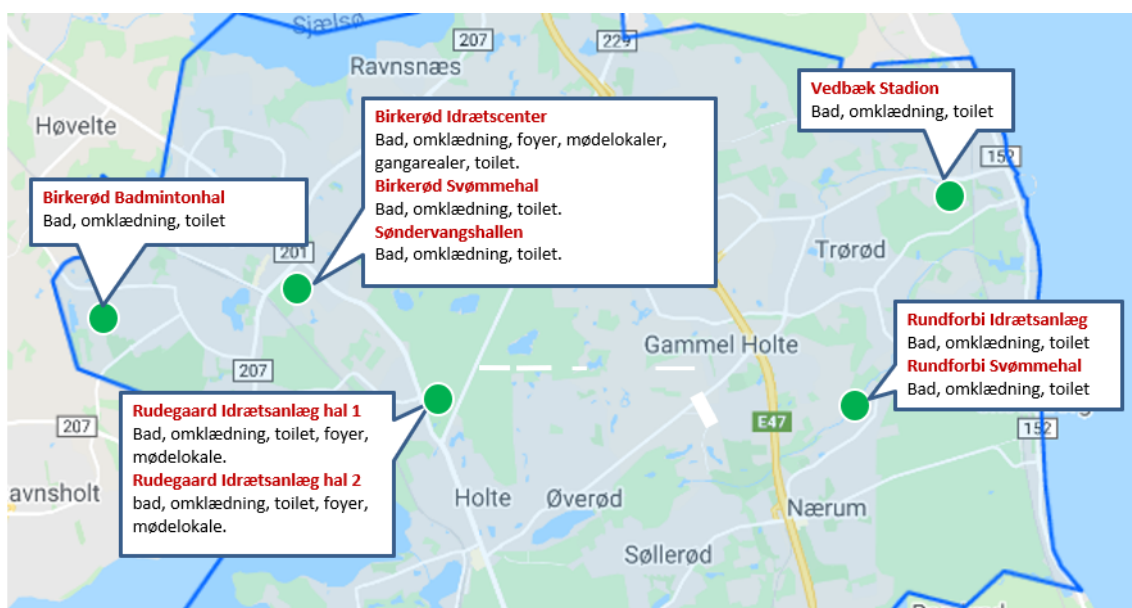 Sjælsø
207
229
Ravnsnæs
Høvelte
Vedbæk Stadion
Bad, omklædning, toilet
152
Birkerød Idrætscenter
Bad, omklædning, foyer, mødelokaler,
gangarealer, toilet.
Birkerød Svømmehal
Bad, omklædning, toilet.
Søndervangshallen
Bad, omklædning, toilet.
Birkerød Badmintonhal
Bad, omklædning, toilet
201
Trørød
Rundforbi Idrætsanlæg
Bad, omklædning, toilet
Rundforbi Svømmehal
Bad, omklædning, toilet
Gammel Holte
207
Rudegaard Idrætsanlæg hal 1
Bad, omklædning, toilet, foyer,
mødelokale.
Rudegaard Idrætsanlæg hal 2
bad, omklædning, toilet, foyer,
mødelokale.
207
E47
152
avnsholt
Holte
Øverød
Nærum
Søllerød